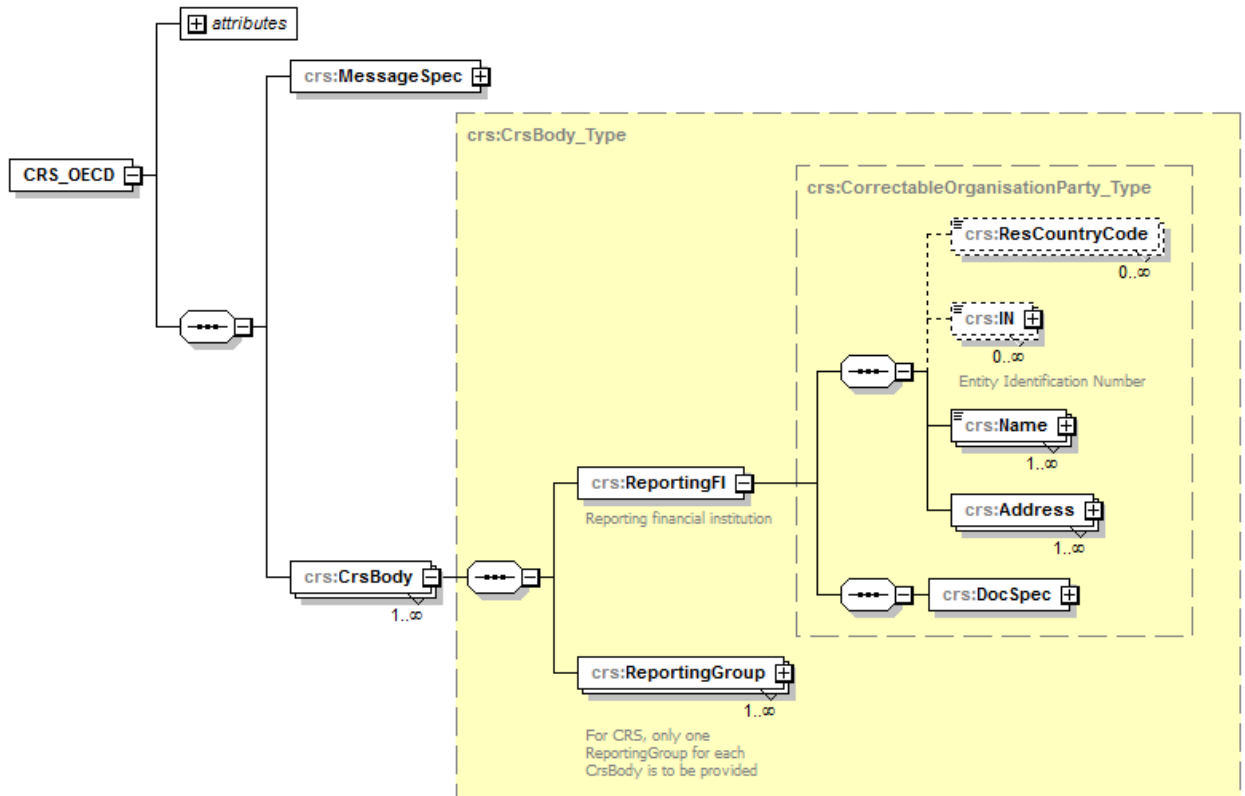 attributes
crs:MessageSpec
crs:CrsBody_Type
CRS_OECD
crs:CorrectableOrganisationParty_Type
crs:ResCountryCode
0..∞
crs:IN
0..∞
Entity Identification Number
crs:Name
1..∞
crs:ReportingFI
Reporting financial institution
crs:Address
1..∞
crs:CrsBody
1..∞
crs:DocSpec
crs:ReportingGroup
1..∞
For CRS, only one
ReportingGroup for each
CrsBody is to be provided